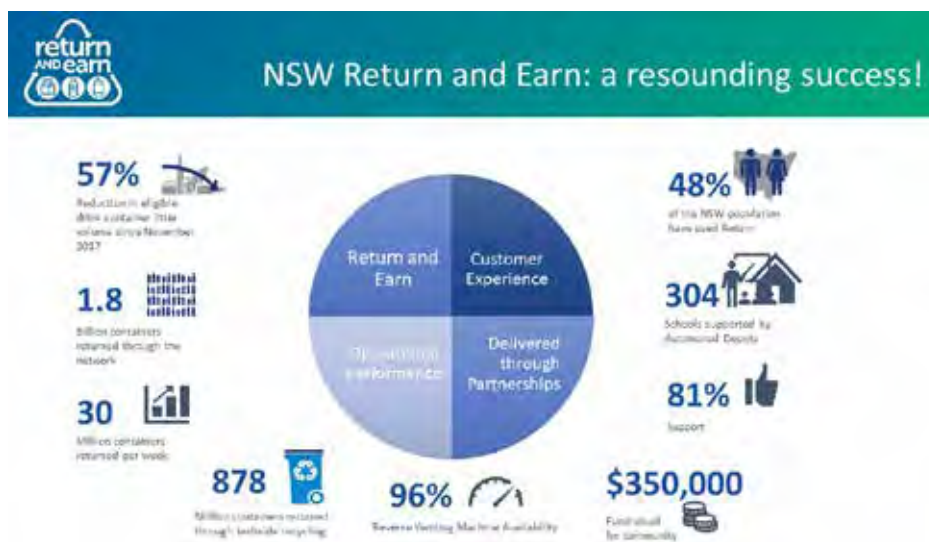 return
AND earn
NSW Return and Earn: a resounding success!
57%
Reduction in eligible
drink container litter
volume since November
2017
1.8
Billion containers
returned through the
network
30
Million containers
returned per week
Return and
Earn
Customer
Experience
Operational
performance
Delivered
through
Partnerships
48%
of the NSW population
have used Return
304
Schools supported by
Automated Depots
81%
Support
878
Million containers
through kerbside recycling
96%
Reverse Vending Machine Availability
$350,000
for community